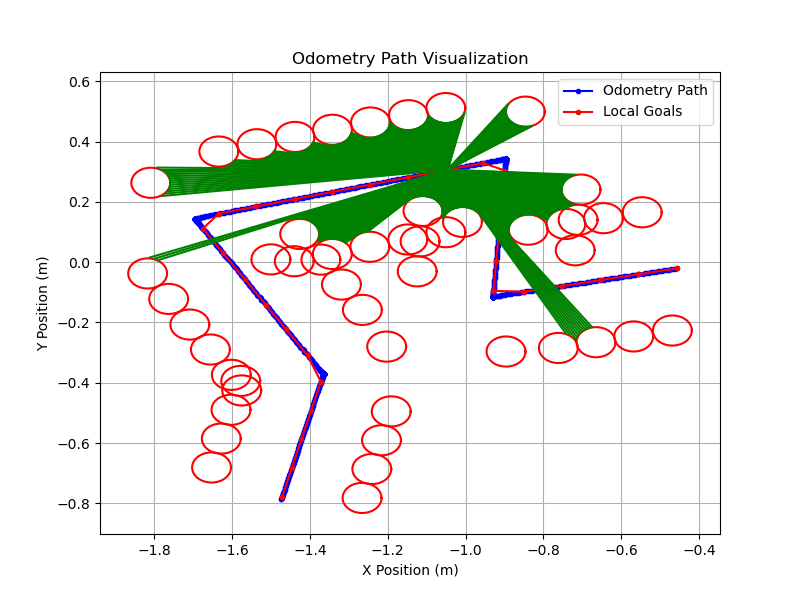 Odometry Path Visualization
Odometry Path
Local Goals
Y Position (m)
0.6
0.4
0.2
0.0
−0.2
−0.4
−0.6
−0.8
−1.8 −1.6 −1.4 −1.2 −1.0 −0.8 −0.6 −0.4
X Position (m)